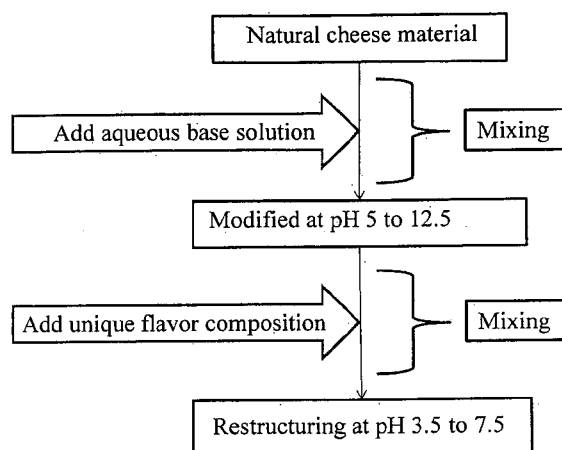 Natural cheese material
Add aqueous base solution
Mixing
Modified at pH 5 to 12.5
Add unique flavor composition
Mixing
Restructuring at pH 3.5 to 7.5